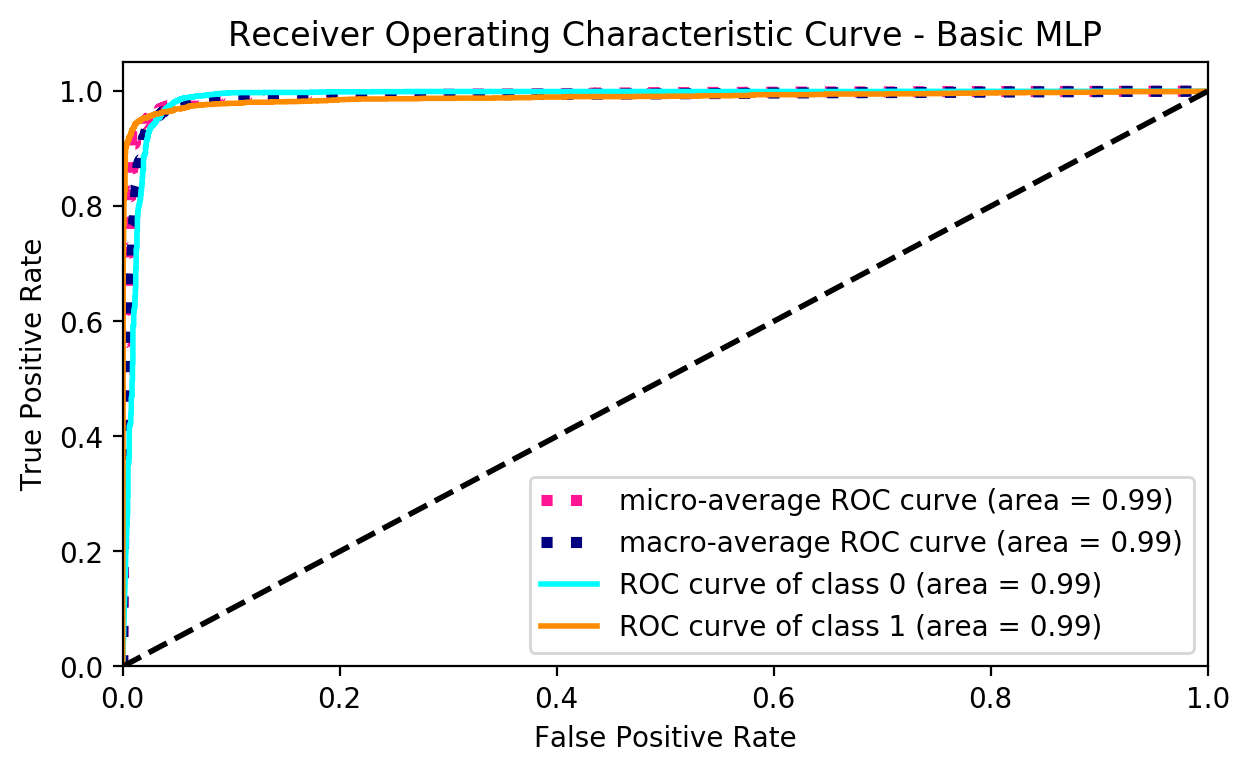 Receiver Operating Characteristic Curve - Basic MLP
1.0
0.8
0.6
0.4
0.2
0.0
True Positive Rate
micro-average ROC curve (area = 0.99)
macro-average ROC curve (area = 0.99)
ROC curve of class 0 (area = 0.99)
ROC curve of class 1 (area = 0.99)
0.0 0.2 0.4 0.6 0.8 1.0
False Positive Rate